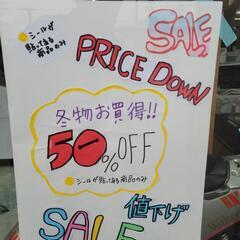 シールが
貼ってある
商品のみ
SALE
PRICE DOWN
冬物お買得!!
50%OFF
シールが貼ってある商品のみ
値下げ
SALE